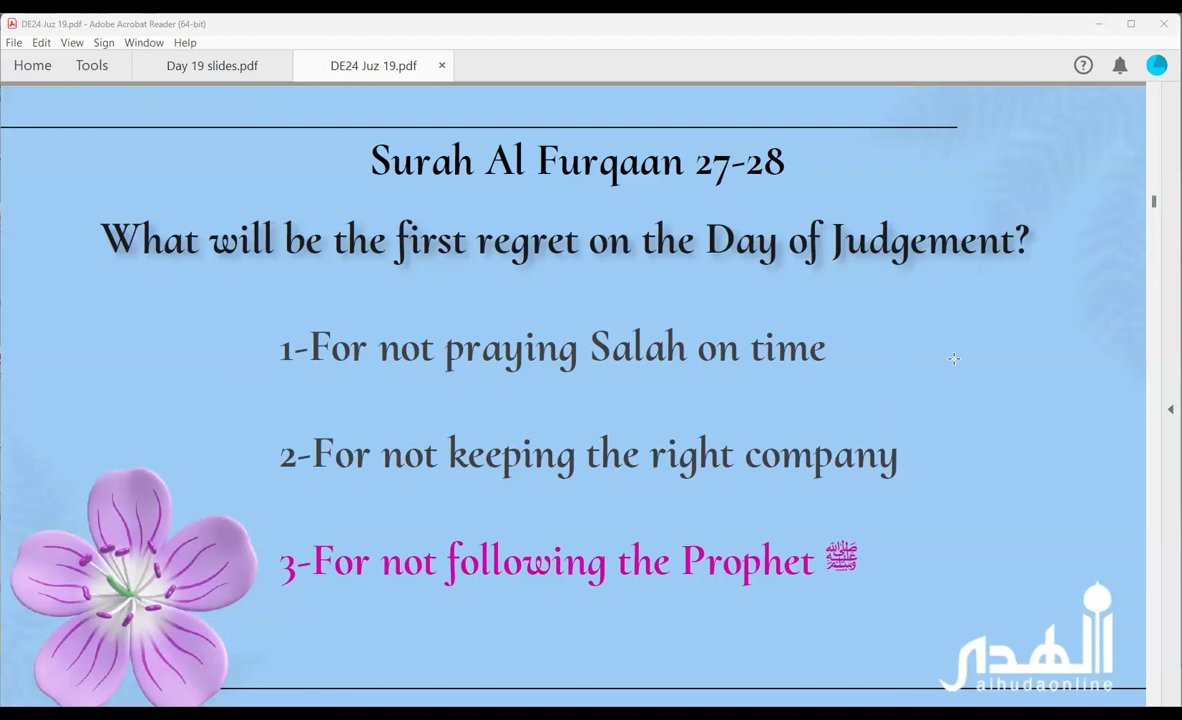 DE24 Juz 19.pdf - Adobe Acrobat Reader (64-bit)
File Edit View Sign Window Help
Home Tools Day 19 slides.pdf DE24 Juz 19.pdf ×
Surah Al Furqaan 27-28
What will be the first regret on the Day of Judgement?
1-For not praying Salah on time
2-For not keeping the right company
3-For not following the Prophet ﷺ
الهدى
alhudaonline